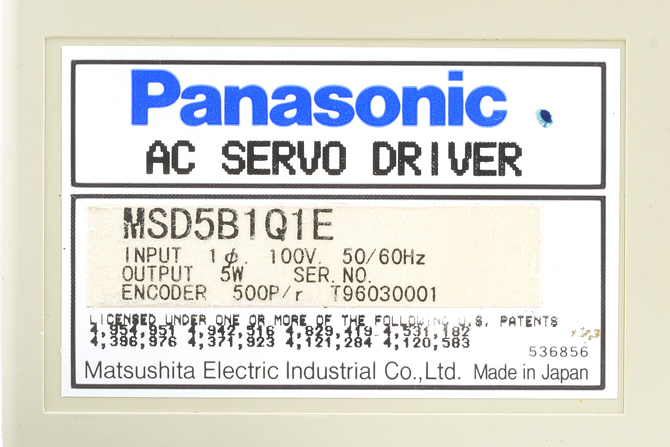 Panasonic
AC SERVO DRIVER
MSD5B1Q1E
INPUT 1ϕ. 100V. 50/60Hz
OUTPUT 5W SER. NO.
ENCODER 500P/r T96030001
LICENSED UNDER ONE OR MORE OF THE FOLLOWING U.S. PATENTS
4,954,951 4,942,516 4,829,419 4,531,182
4,396,976 4,371,923 4,121,284 4,120,583
536856
Matsushita Electric Industrial Co.,Ltd. Made in Japan